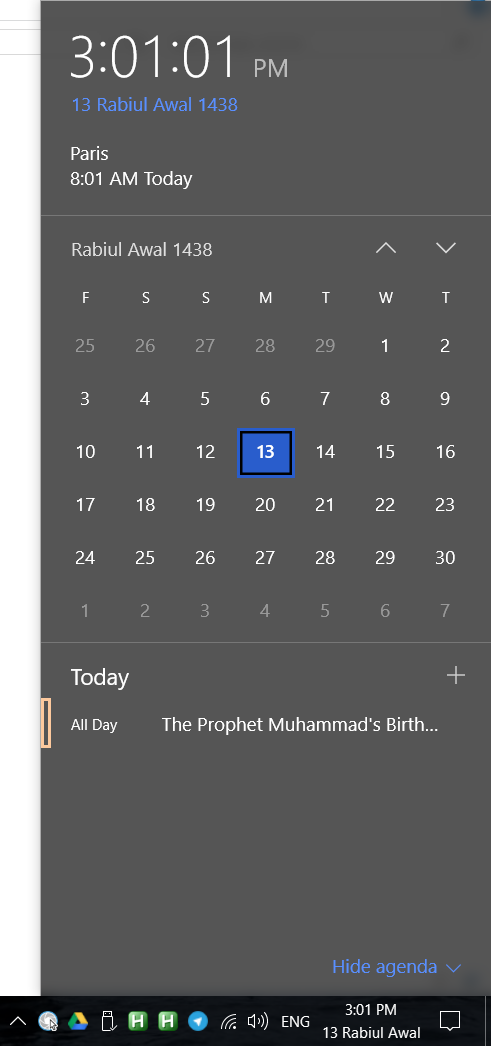 3:01:01 PM
13 Rabiul Awal 1438
Paris
8:01 AM Today
Rabiul Awal 1438
F S S M T W T
25 26 27 28 29 1 2
3 4 5 6 7 8 9
10 11 12 13 14 15 16
17 18 19 20 21 22 23
24 25 26 27 28 29 30
1 2 3 4 5 6 7
Today
All Day The Prophet Muhammad's Birth...
Hide agenda
H H ENG 3:01 PM
13 Rabiul Awal